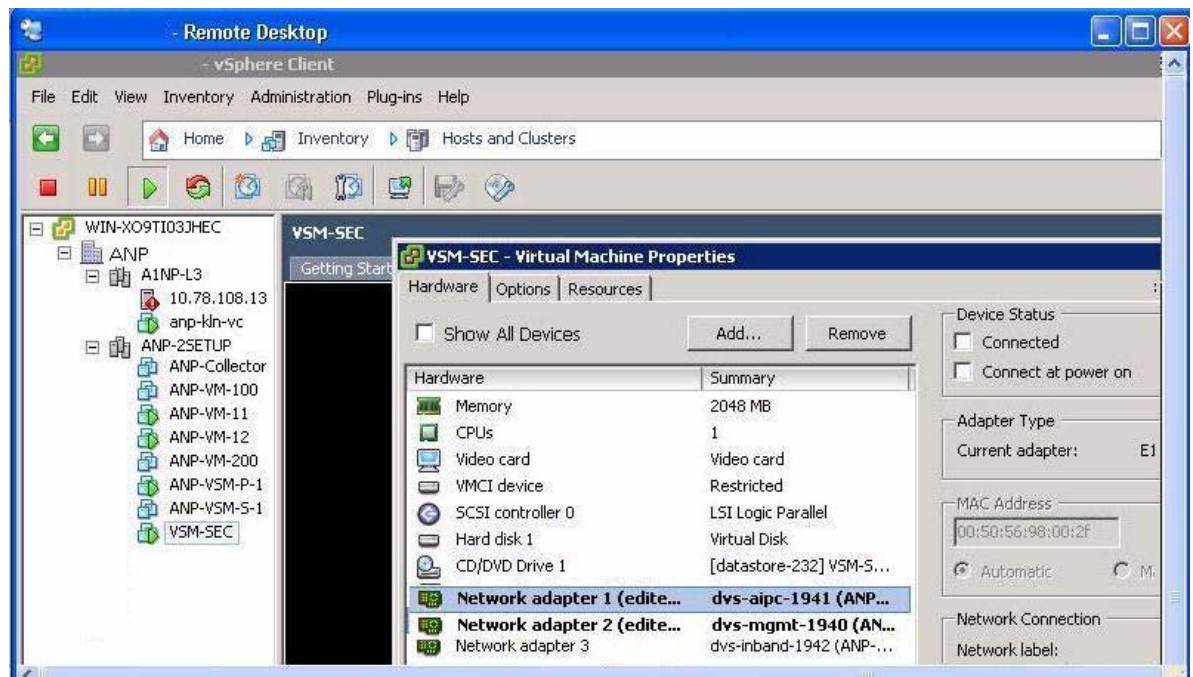 - Remote Desktop
- vSphere Client
File Edit View Inventory Administration Plug-ins Help
Home Inventory Hosts and Clusters
WIN-XO9TI03JHEC
ANP
A1NP-L3
10.78.108.13
anp-kln-vc
ANP-2SETUP
ANP-Collector
ANP-VM-100
ANP-VM-11
ANP-VM-12
ANP-VM-200
ANP-VSM-P-1
ANP-VSM-S-1
VSM-SEC
VSM-SEC
Getting Start
VSM-SEC - Virtual Machine Properties
Hardware Options Resources
Show All Devices Add... Remove
Hardware Summary
Memory 2048 MB
CPUs 1
Video card Video card
VMCI device Restricted
SCSI controller 0 LSI Logic Parallel
Hard disk 1 Virtual Disk
CD/DVD Drive 1 [datastore-232] VSM-S...
Network adapter 1 (edite... dvs-aipc-1941 (ANP...
Network adapter 2 (edite... dvs-mgmt-1940 (AN...
Network adapter 3 dvs-inband-1942 (ANP-...
Device Status
Connected
Connect at power on
Adapter Type
Current adapter: E1
MAC Address
00:50:56:98:00:2f
Automatic M
Network Connection
Network label: